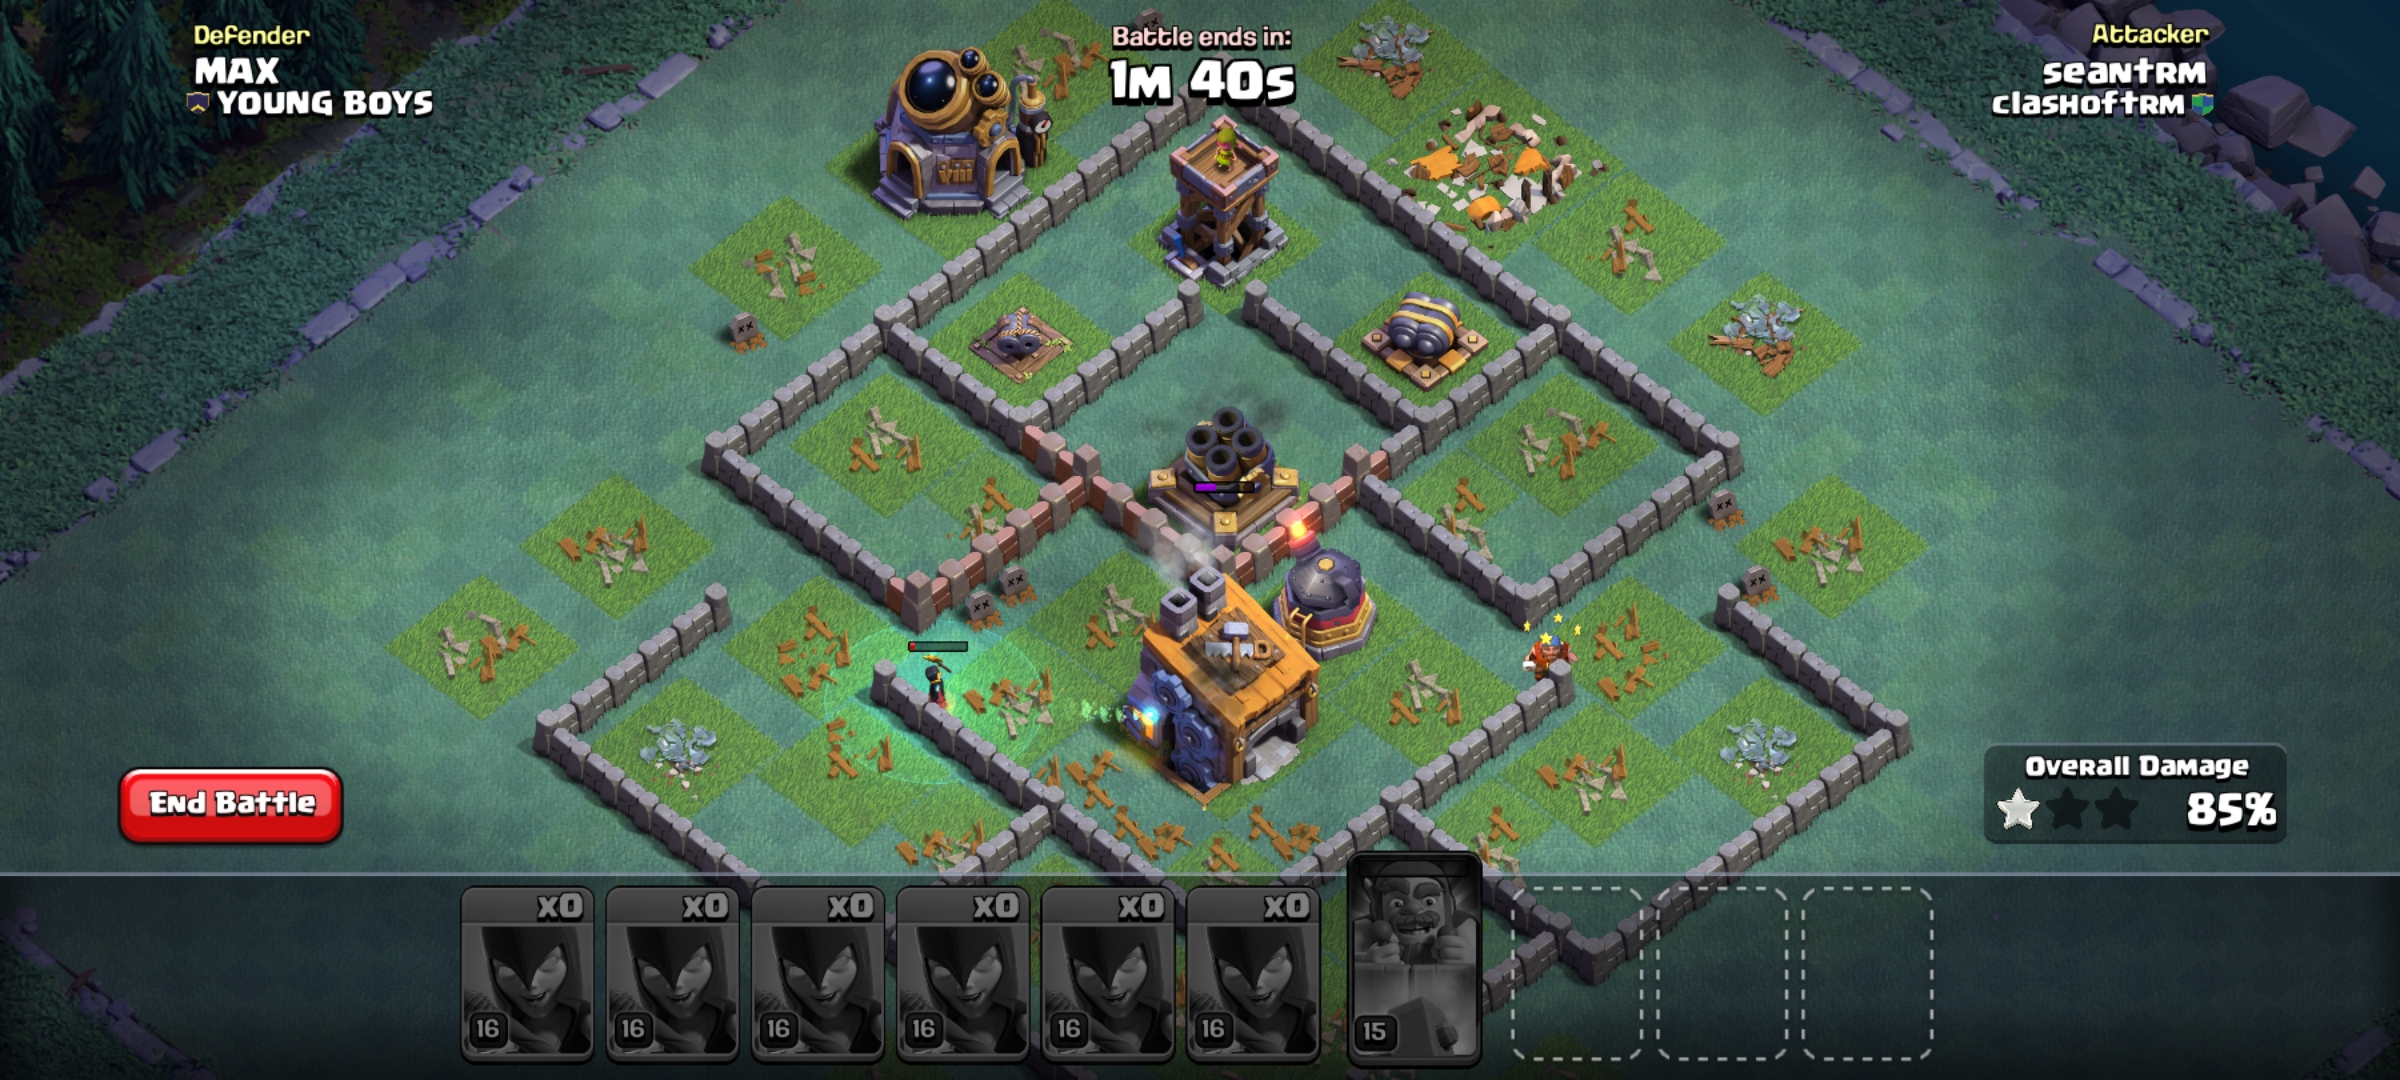 Defender
MAX
YOUNG BOYS
Battle ends in:
1M 40S
Attacker
seantrm
clashoftrm
VIII
End Battle
Overall Damage
85%
x0 x0 x0 x0 x0 x0
16 16 16 16 16 16 15